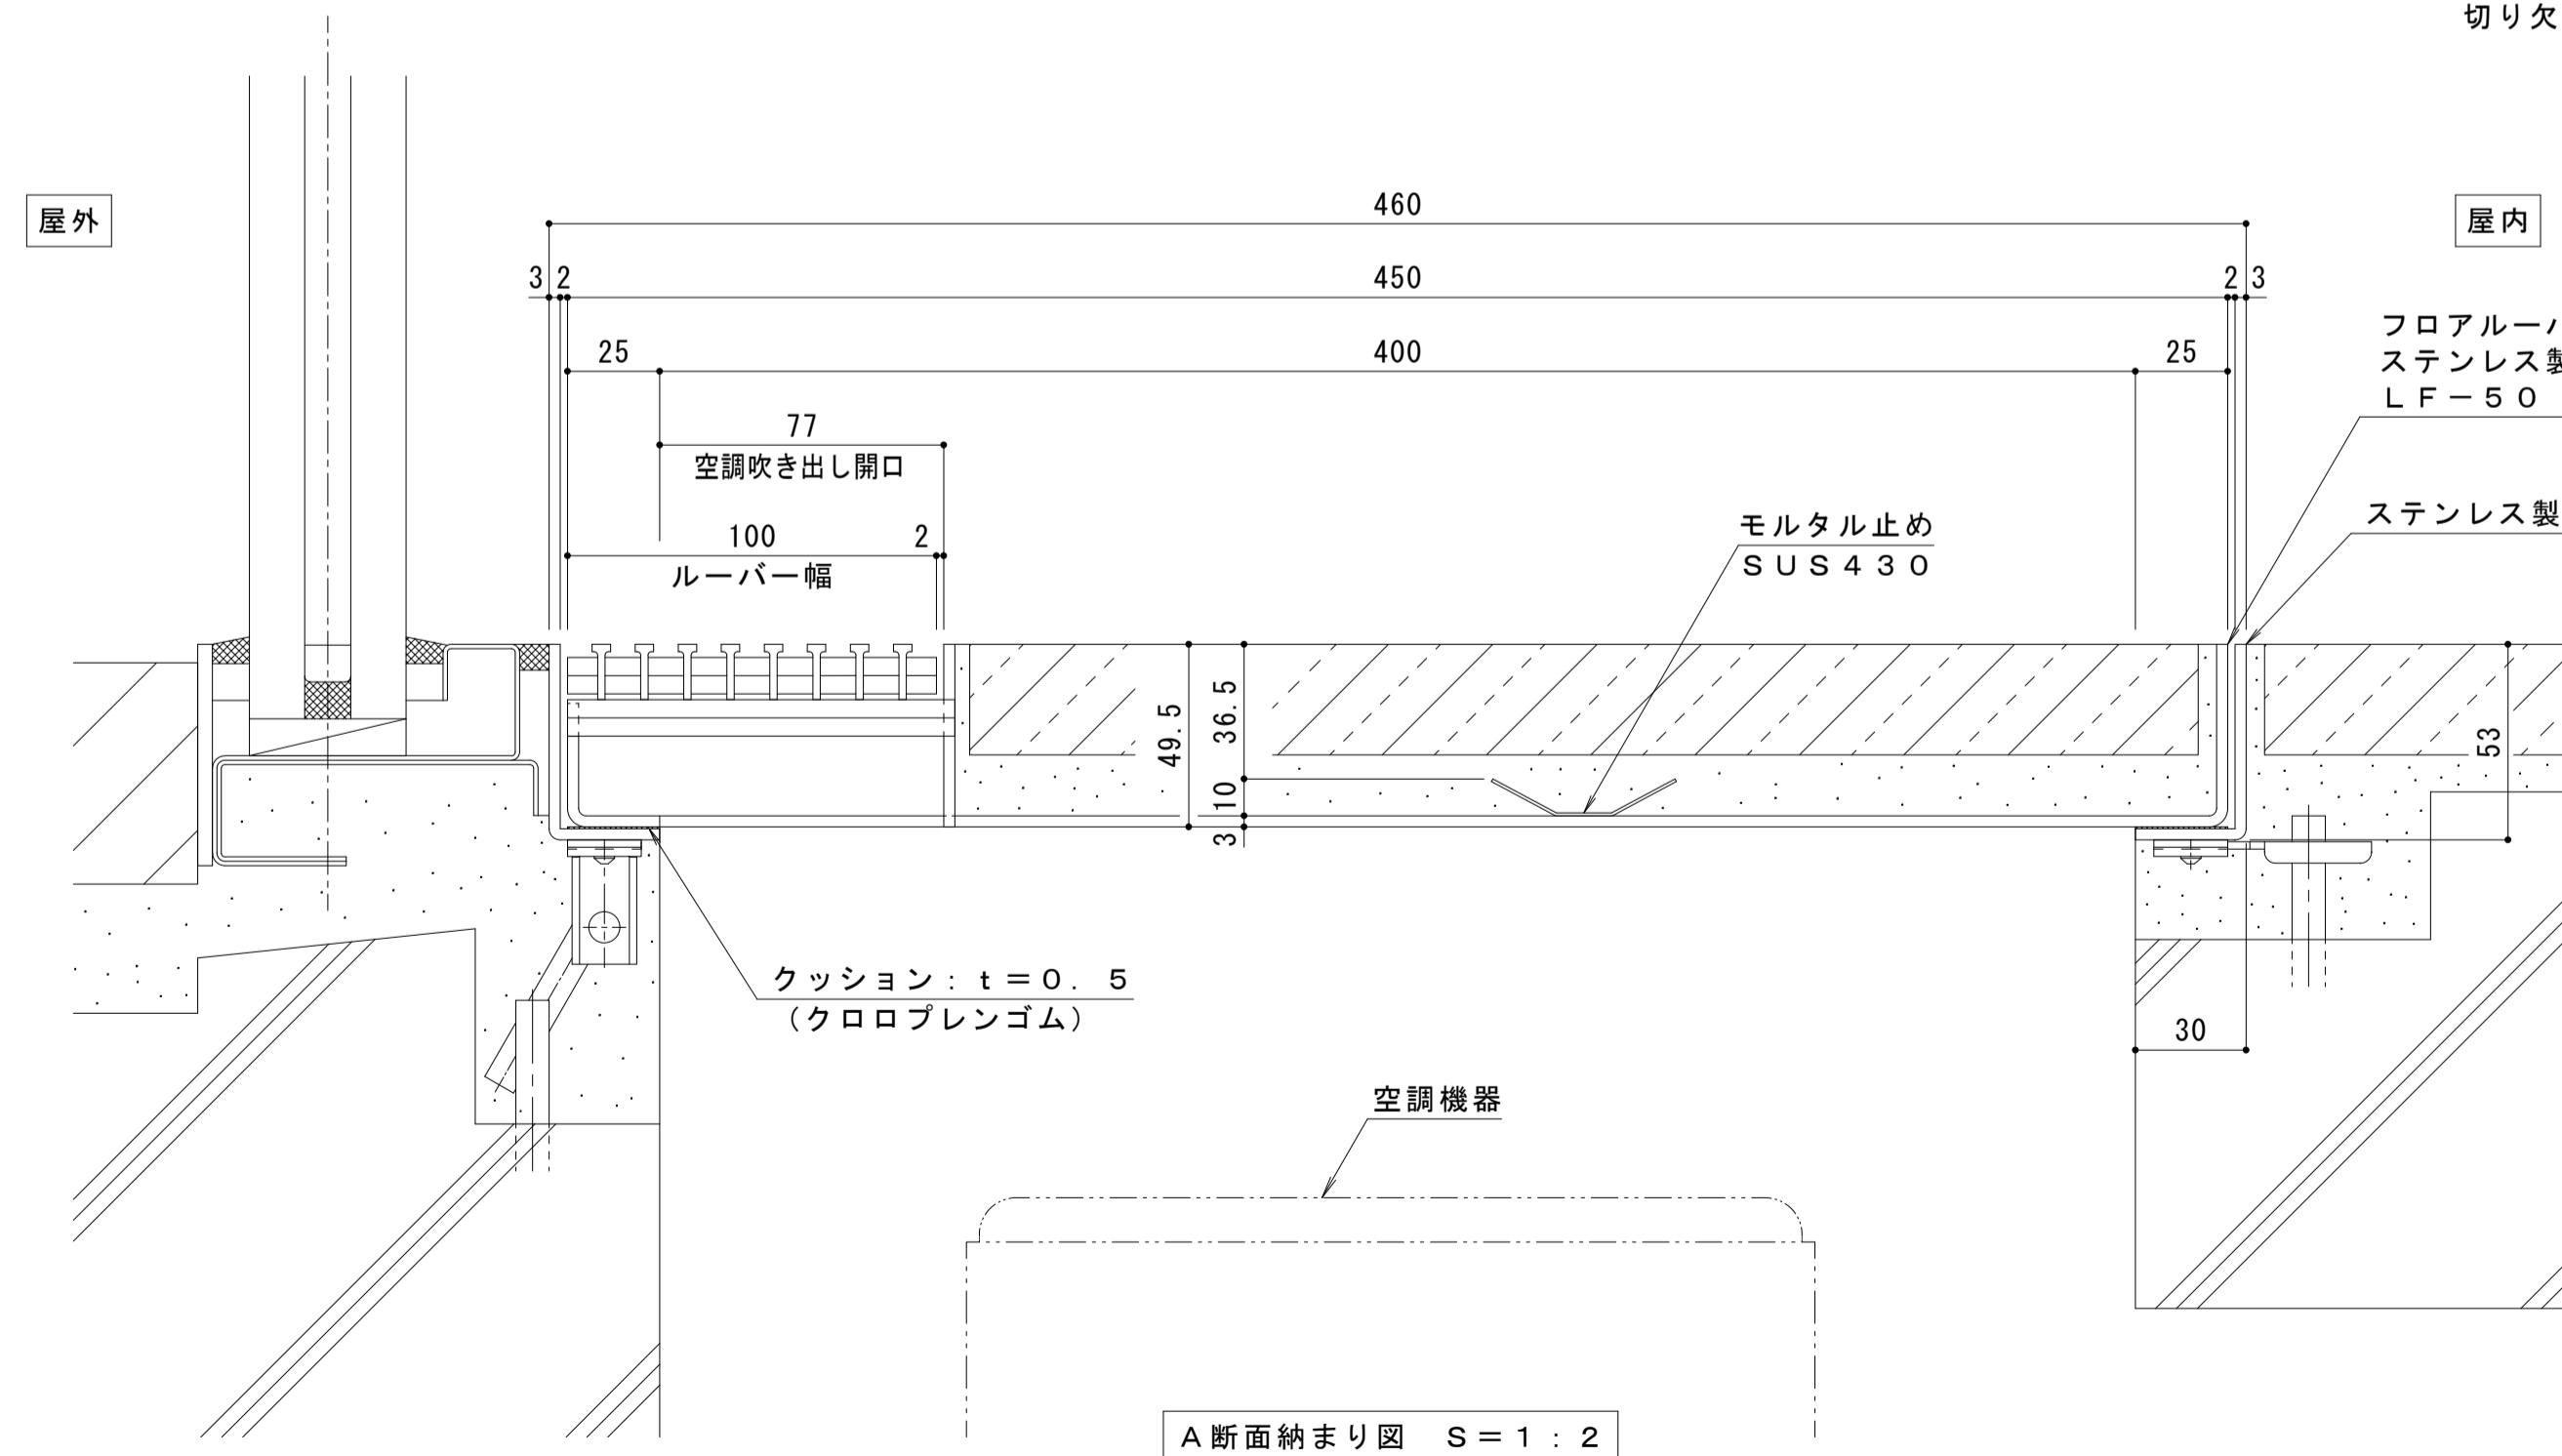 切り欠
屋外
460
屋内
3 2
450
2 3
フロアルー
ステンレス製
ＬＦ－５０
25
400
25
77
空調吹き出し開口
ステンレス製
モルタル止め
ＳＵＳ４３０
100
2
ルーバー幅
49.5
36.5
10
3
53
クッション：ｔ＝０．５
（クロロプレンゴム）
30
空調機器
Ａ断面納まり図　Ｓ＝１：２